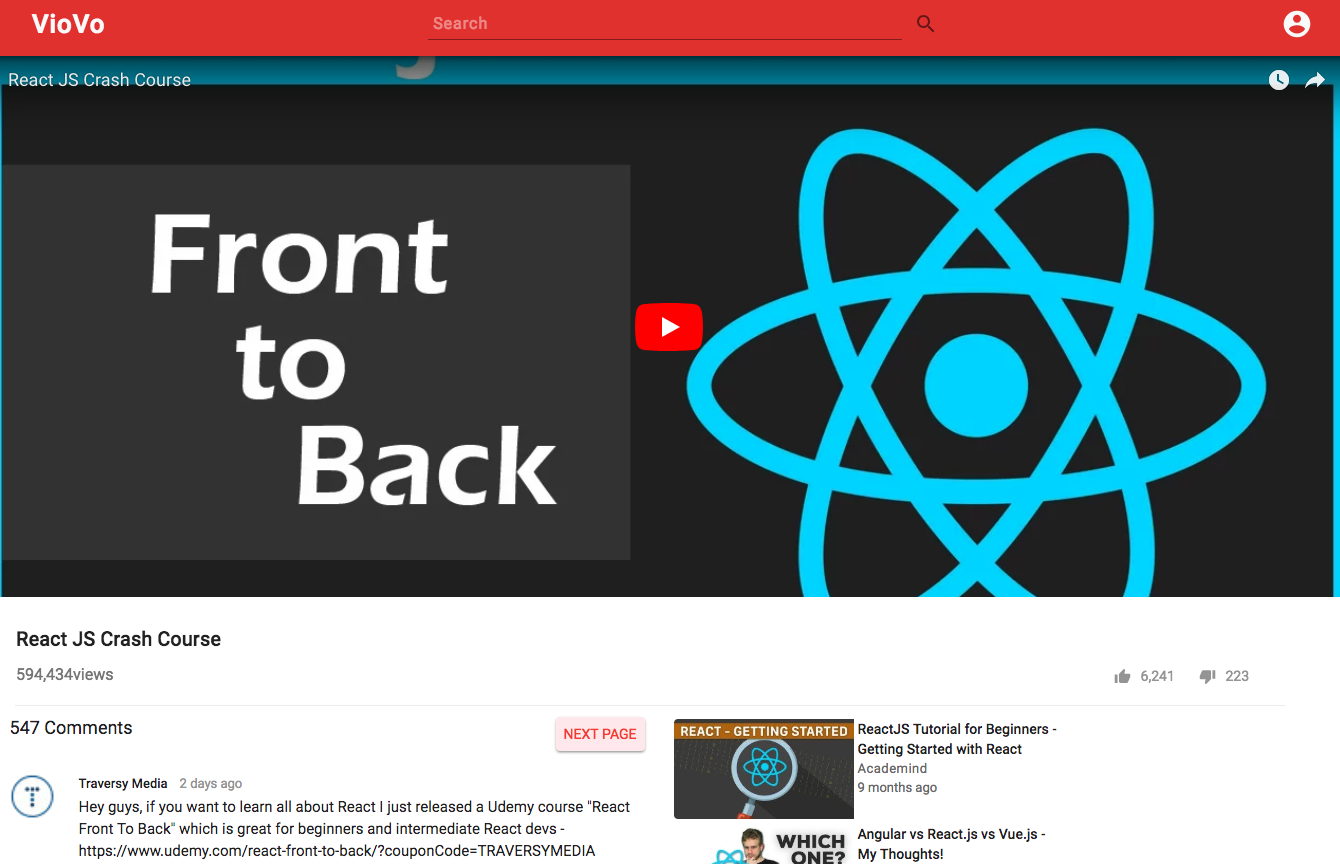 VioVo
Search
React JS Crash Course
Front
to
Back
React JS Crash Course
594,434views
6,241
223
547 Comments
NEXT PAGE
Traversy Media 2 days ago
Hey guys, if you want to learn all about React I just released a Udemy course "React
Front To Back" which is great for beginners and intermediate React devs -
https://www.udemy.com/react-front-to-back/?couponCode=TRAVERSYMEDIA
REACT - GETTING STARTED
ReactJS Tutorial for Beginners -
Getting Started with React
Academind
9 months ago
WHICH
ONE?
Angular vs React.js vs Vue.js -
My Thoughts!